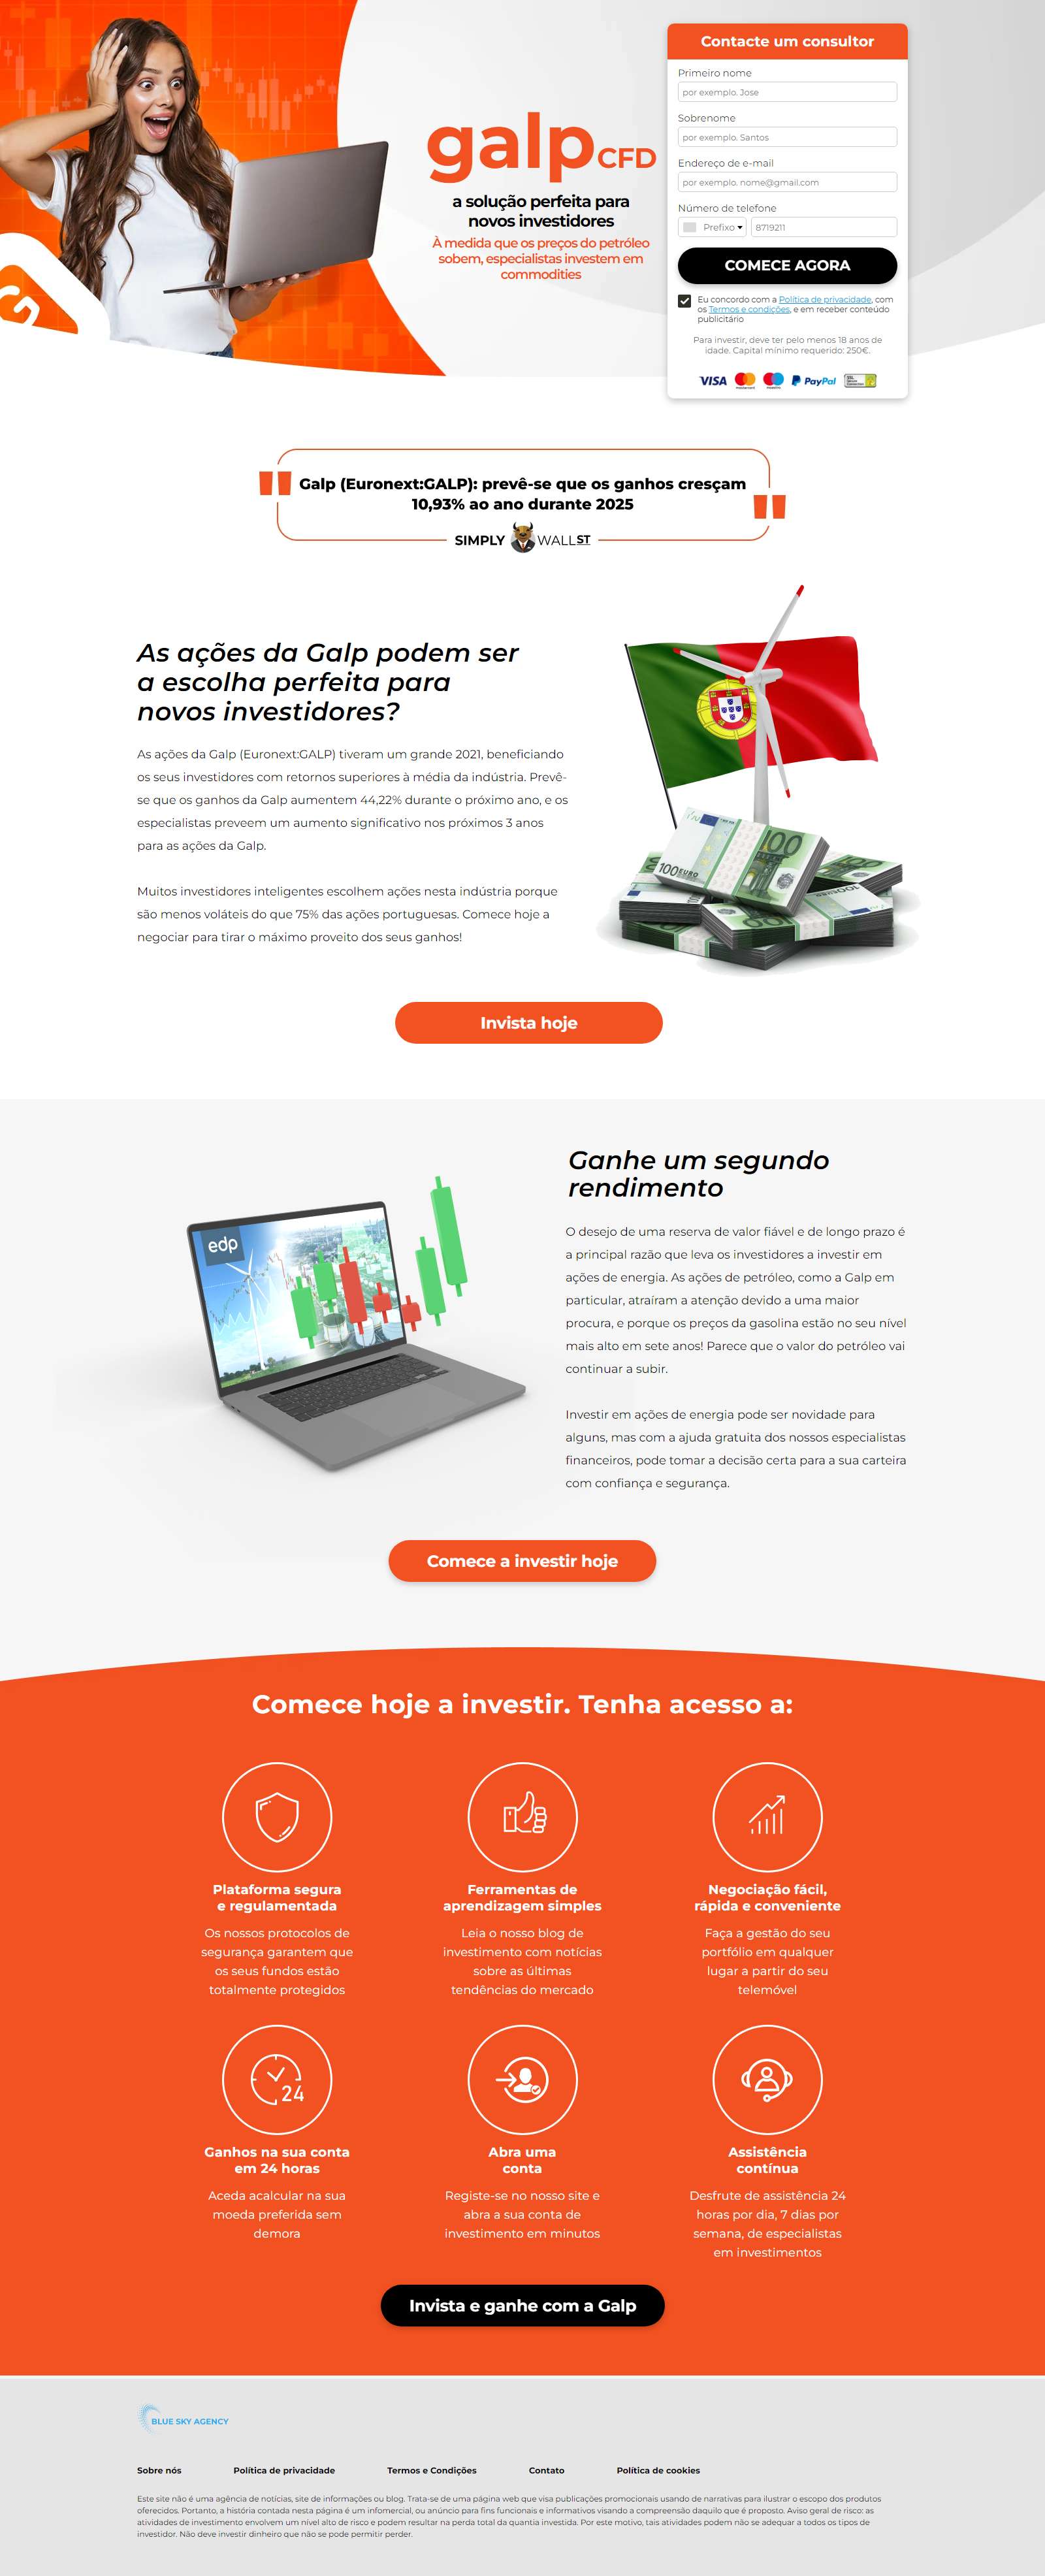 Contacte um consultor
Primeiro nome
por exemplo. Jose
Sobrenome
por exemplo. Santos
Endereço de e-mail
por exemplo. nome@gmail.com
Número de telefone
Prefixo 8719211
COMECE AGORA
Eu concordo com a Política de privacidade, com
os Termos e condições, e em receber conteúdo
publicitário
Para investir, deve ter pelo menos 18 anos de
idade. Capital mínimo requerido: 250€.
VISA PayPal
galp CFD
a solução perfeita para
novos investidores
À medida que os preços do petróleo
sobem, especialistas investem em
commodities
Galp (Euronext:GALP): prevê-se que os ganhos cresçam
10,93% ao ano durante 2025
SIMPLY WALL ST
As ações da Galp podem ser
a escolha perfeita para
novos investidores?
As ações da Galp (Euronext:GALP) tiveram um grande 2021, beneficiando
os seus investidores com retornos superiores à média da indústria. Prevê-
se que os ganhos da Galp aumentem 44,22% durante o próximo ano, e os
especialistas preveem um aumento significativo nos próximos 3 anos
para as ações da Galp.
Muitos investidores inteligentes escolhem ações nesta indústria porque
são menos voláteis do que 75% das ações portuguesas. Comece hoje a
negociar para tirar o máximo proveito dos seus ganhos!
100 EURO
100
Invista hoje
edp
Ganhe um segundo
rendimento
O desejo de uma reserva de valor fiável e de longo prazo é
a principal razão que leva os investidores a investir em
ações de energia. As ações de petróleo, como a Galp em
particular, atraíram a atenção devido a uma maior
procura, e porque os preços da gasolina estão no seu nível
mais alto em sete anos! Parece que o valor do petróleo vai
continuar a subir.
Investir em ações de energia pode ser novidade para
alguns, mas com a ajuda gratuita dos nossos especialistas
financeiros, pode tomar a decisão certa para a sua carteira
com confiança e segurança.
Comece a investir hoje
Comece hoje a investir. Tenha acesso a:
Plataforma segura
e regulamentada
Os nossos protocolos de
segurança garantem que
os seus fundos estão
totalmente protegidos
Ferramentas de
aprendizagem simples
Leia o nosso blog de
investimento com notícias
sobre as últimas
tendências do mercado
Negociação fácil,
rápida e conveniente
Faça a gestão do seu
portfólio em qualquer
lugar a partir do seu
telemóvel
24
Ganhos na sua conta
em 24 horas
Aceda acalcular na sua
moeda preferida sem
demora
Abra uma
conta
Registe-se no nosso site e
abra a sua conta de
investimento em minutos
Assistência
contínua
Desfrute de assistência 24
horas por dia, 7 dias por
semana, de especialistas
em investimentos
Invista e ganhe com a Galp
BLUE SKY AGENCY
Sobre nós Política de privacidade Termos e Condições Contato Política de cookies
Este site não é uma agência de notícias, site de informações ou blog. Trata-se de uma página web que visa publicações promocionais usando de narrativas para ilustrar o escopo dos produtos
oferecidos. Portanto, a história contada nesta página é um infomercial, ou anúncio para fins funcionais e informativos visando a compreensão daquilo que é proposto. Aviso geral de risco: as
atividades de investimento envolvem um nível alto de risco e podem resultar na perda total da quantia investida. Por este motivo, tais atividades podem não se adequar a todos os tipos de
investidor. Não deve investir dinheiro que não se pode permitir perder.